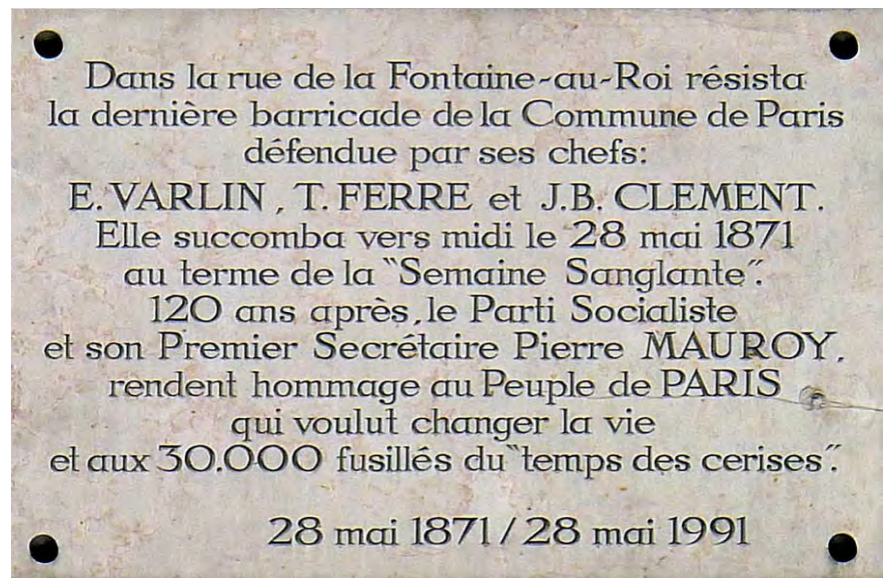 Dans la rue de la Fontaine-au-Roi résista
la dernière barricade de la Commune de Paris
défendue par ses chefs:
E. VARLIN, T. FERRE et J.B. CLEMENT.
Elle succomba vers midi le 28 mai 1871
au terme de la "Semaine Sanglante".
120 ans après, le Parti Socialiste
et son Premier Secrétaire Pierre MAUROY,
rendent hommage au Peuple de PARIS
qui voulut changer la vie
et aux 30.000 fusillés du "temps des cerises".
28 mai 1871 / 28 mai 1991